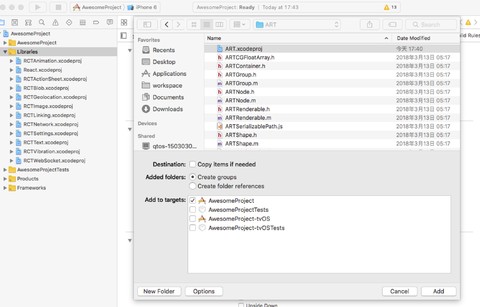 AwesomeProject
iPhone 6
AwesomeProject: Ready
Today at 17:43
13
AwesomeProject
AwesomeProject
Libraries
RCTAnimation.xcodeproj
React.xcodeproj
RCTActionSheet.xcodeproj
RCTBlob.xcodeproj
RCTGeolocation.xcodeproj
RCTImage.xcodeproj
RCTLinking.xcodeproj
RCTNetwork.xcodeproj
RCTSettings.xcodeproj
RCTText.xcodeproj
RCTVibration.xcodeproj
RCTWebSocket.xcodeproj
AwesomeProjectTests
Products
Frameworks
ART
Search
Favorites
Recents
Desktop
Applications
workspace
Documents
Downloads
Devices
Shared
qtos-1503030...
Name
Date Modified
ART.xcodeproj
今天 17:40
ARTCGFloatArray.h
2018年3月13日 05:17
ARTContainer.h
2018年3月13日 05:17
ARTGroup.h
2018年3月13日 05:17
ARTGroup.m
2018年3月13日 05:17
ARTNode.h
2018年3月13日 05:17
ARTNode.m
2018年3月13日 05:17
ARTRenderable.h
2018年3月13日 05:17
ARTRenderable.m
2018年3月13日 05:17
ARTSerializablePath.js
2018年3月13日 05:17
ARTShape.h
2018年3月13日 05:17
ARTShape.m
2018年3月13日 05:17
Build Rules
Destination:
Copy items if needed
Added folders:
Create groups
Create folder references
Add to targets:
AwesomeProject
AwesomeProjectTests
AwesomeProject-tvOS
AwesomeProject-tvOSTests
New Folder
Options
Cancel
Add
Upside Down